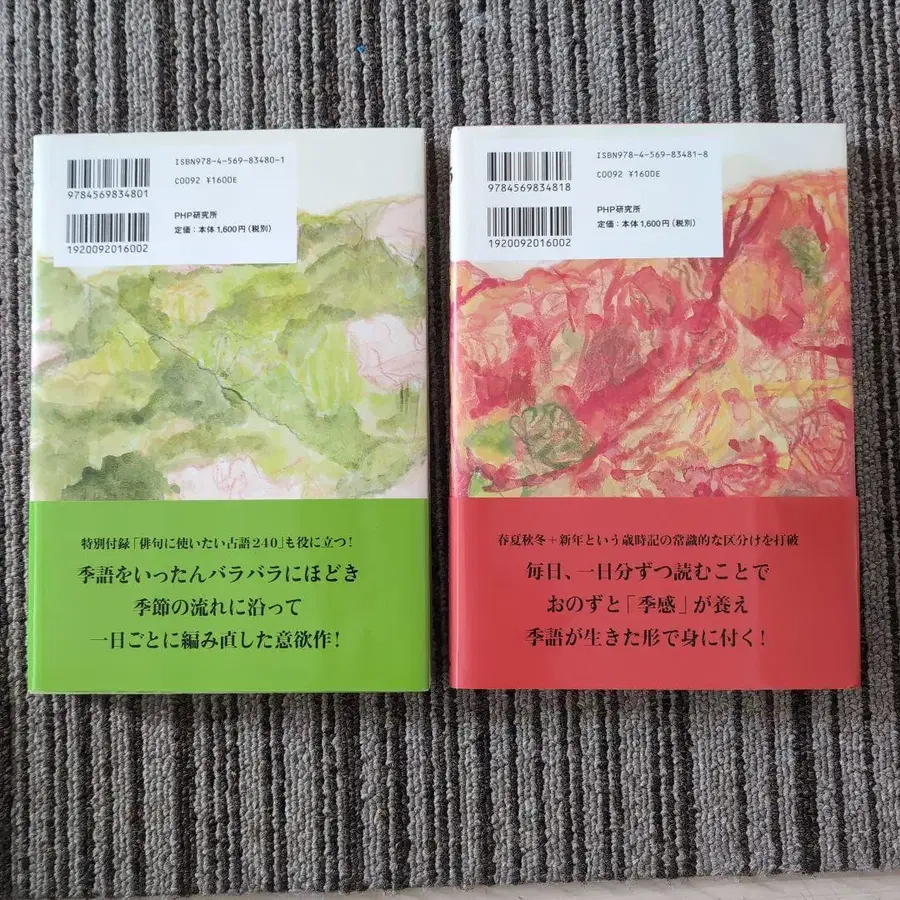 ISBN978-4-569-83480-1
C0092 ¥1600E
9784569834801
PHP研究所
定価：本体1,600円（税別）
1920092016002
特別付録「俳句に使いたい古語240」も役に立つ！
季語をいったんバラバラにほどき
季節の流れに沿って
一日ごとに編み直した意欲作！
ISBN978-4-569-83481-8
C0092 ¥1600E
9784569834818
PHP研究所
定価：本体1,600円（税別）
1920092016002
春夏秋冬＋新年という歳時記の常識的な区分けを打破
毎日、一日分ずつ読むことで
おのずと「季感」が養え
季語が生きた形で身に付く！